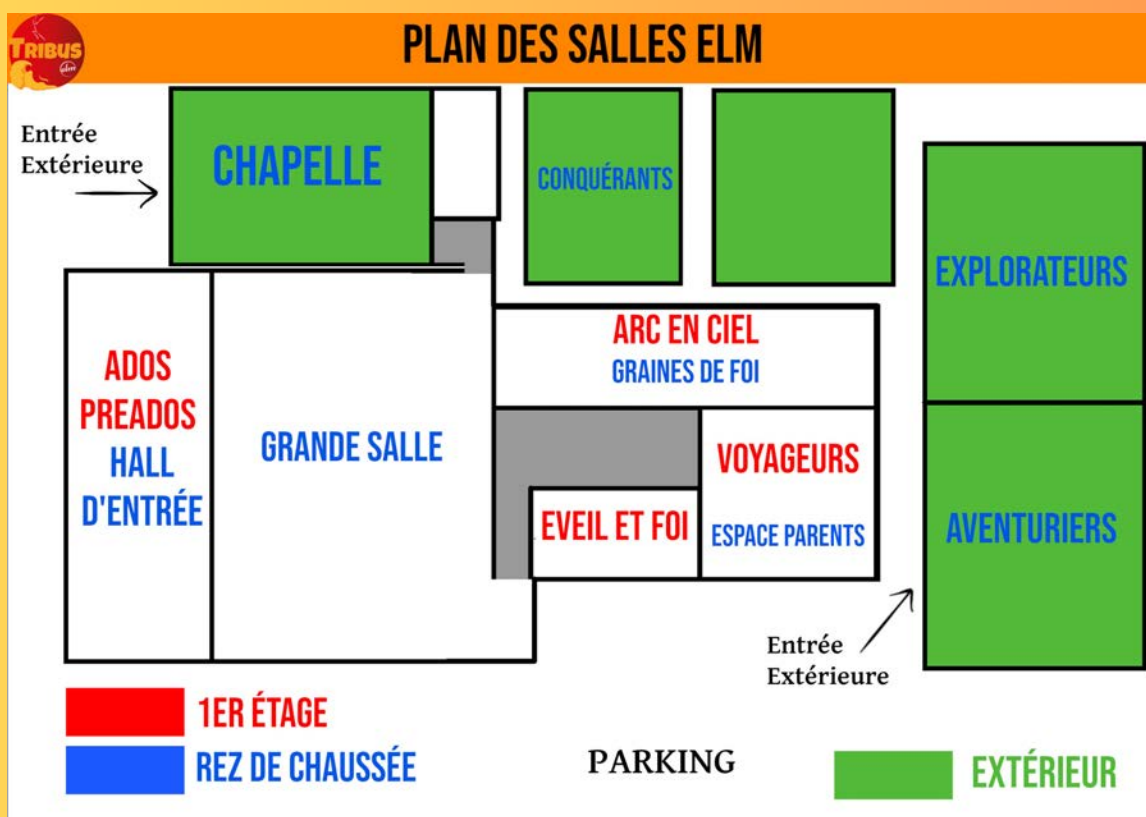 TRIBUS
elm
PLAN DES SALLES ELM
Entrée
Extérieure
CHAPELLE
CONQUÉRANTS
EXPLORATEURS
ARC EN CIEL
GRAINES DE FOI
ADOS
PREADOS
HALL
D'ENTRÉE
GRANDE SALLE
VOYAGEURS
EVEIL ET FOI
ESPACE PARENTS
AVENTURIERS
Entrée
Extérieure
1ER ÉTAGE
REZ DE CHAUSSÉE
PARKING
EXTÉRIEUR